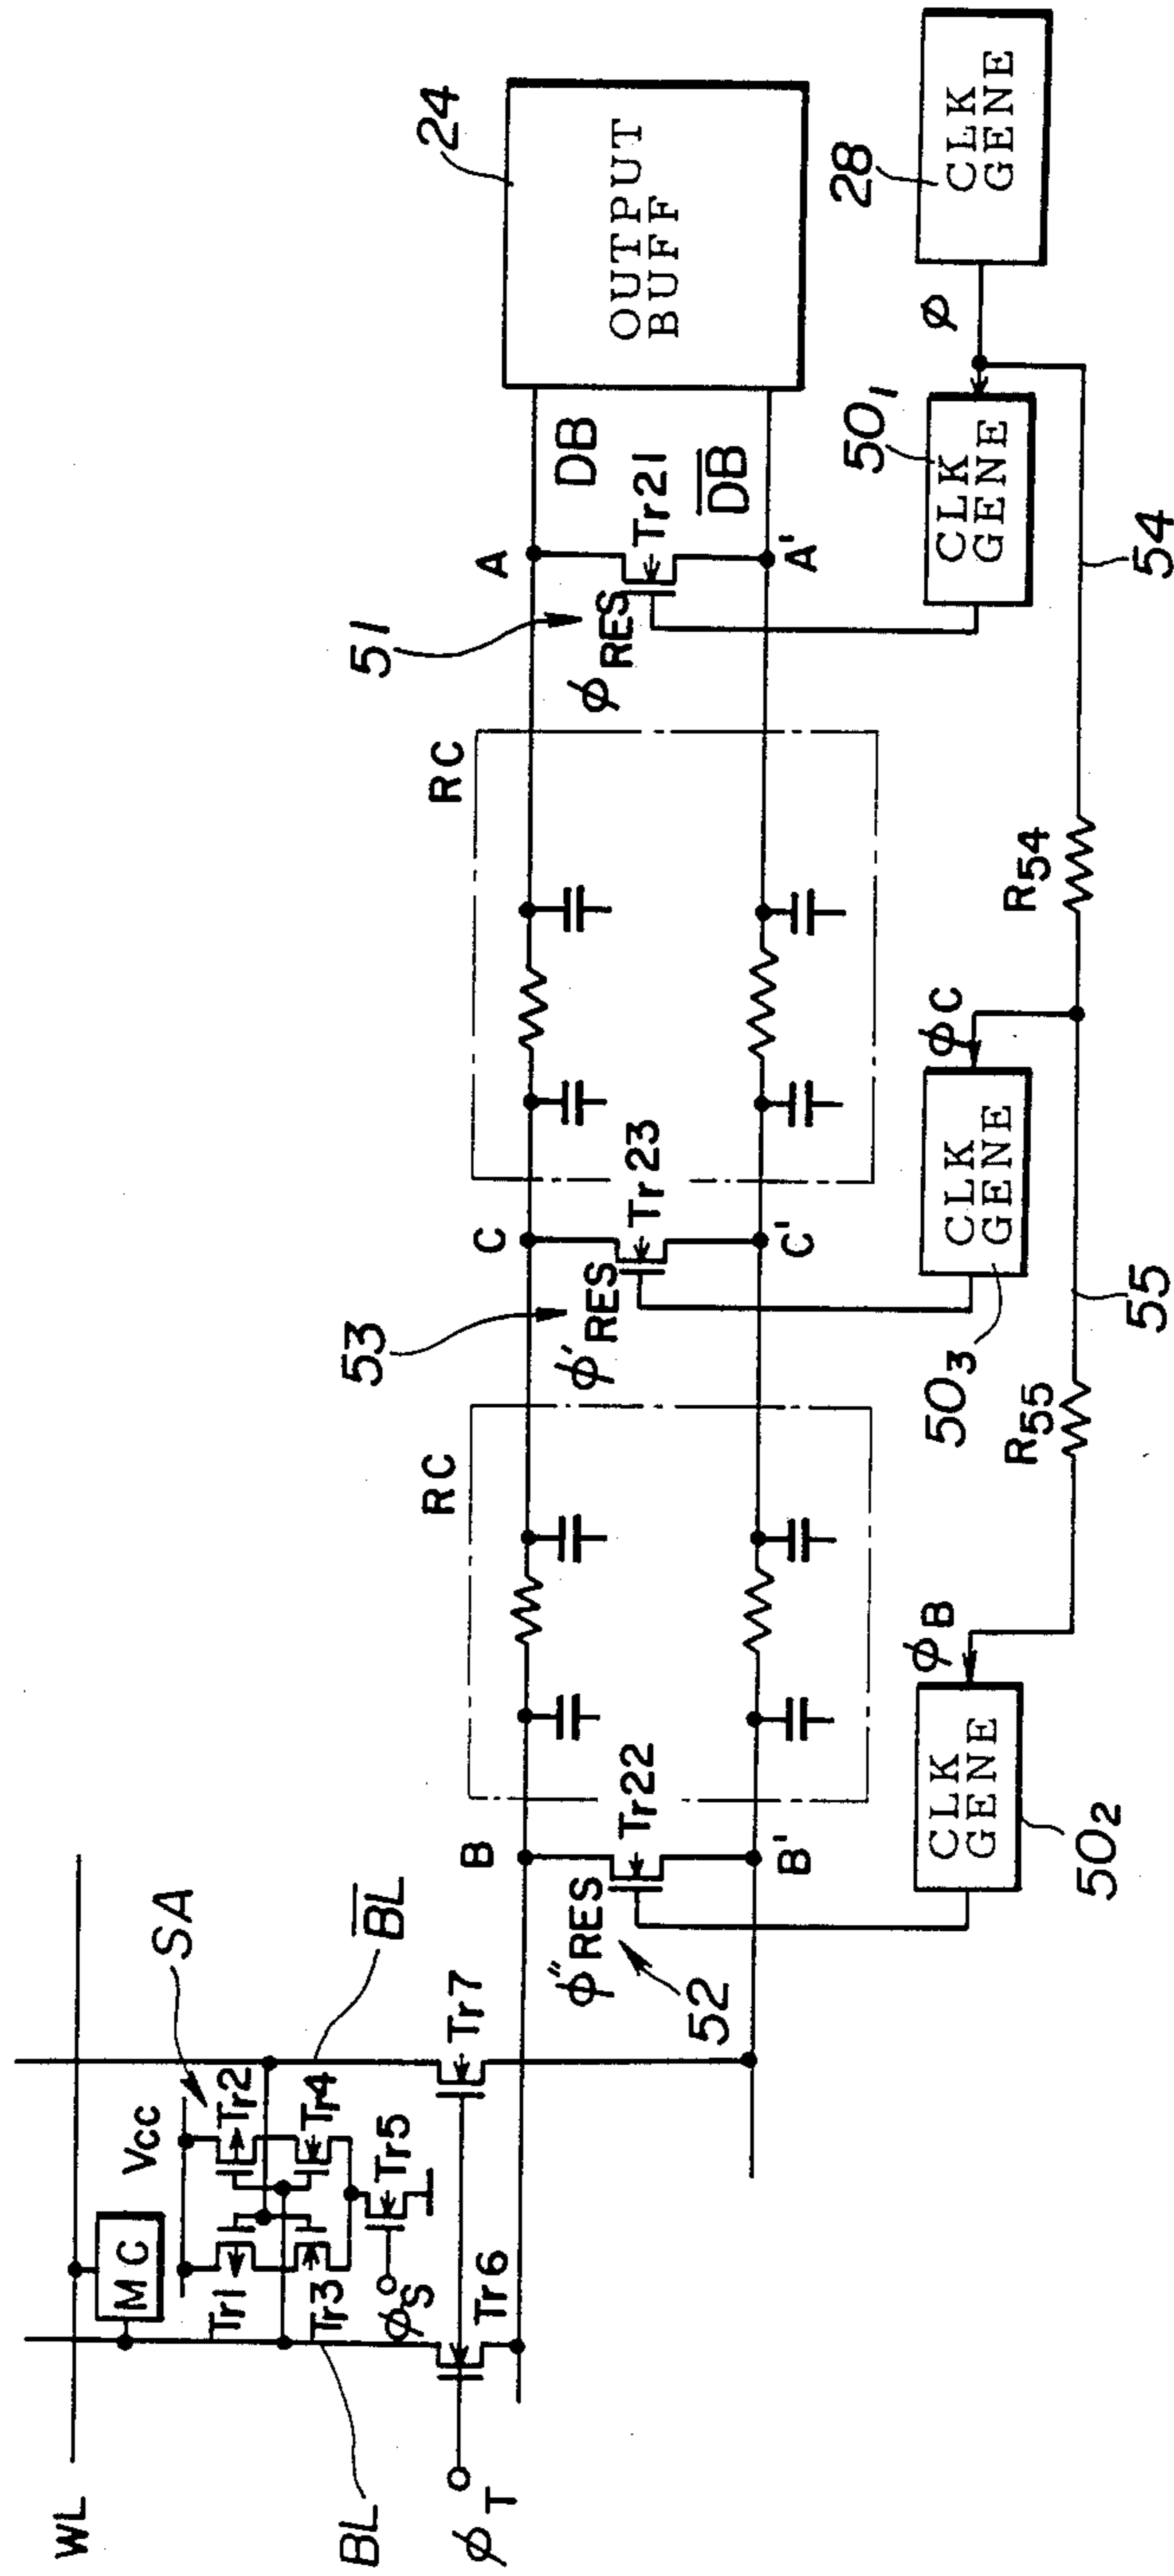 WL
BL
MC
Vcc
SA
Tr1
Tr2
Tr3
Tr4
Tr5
φS
B̅L̅
φT
Tr6
Tr7
B
Tr22
φ"RES
52
B'
RC
C
Tr23
φ'RES
53
C'
RC
A
Tr21
φRES
51
A'
DB
D̅B̅
OUTPUT
BUFF
24
CLK
GENE
50₂
φB
R55
55
CLK
GENE
50₃
φC
R54
54
CLK
GENE
50₁
φ
CLK
GENE
28